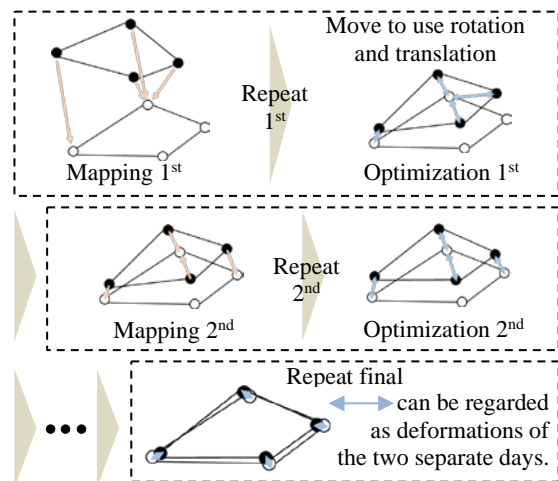 Move to use rotation
and translation
Repeat
1st
Mapping 1st
Optimization 1st
Repeat
2nd
Mapping 2nd
Optimization 2nd
Repeat final
can be regarded
as deformations of
the two separate days.